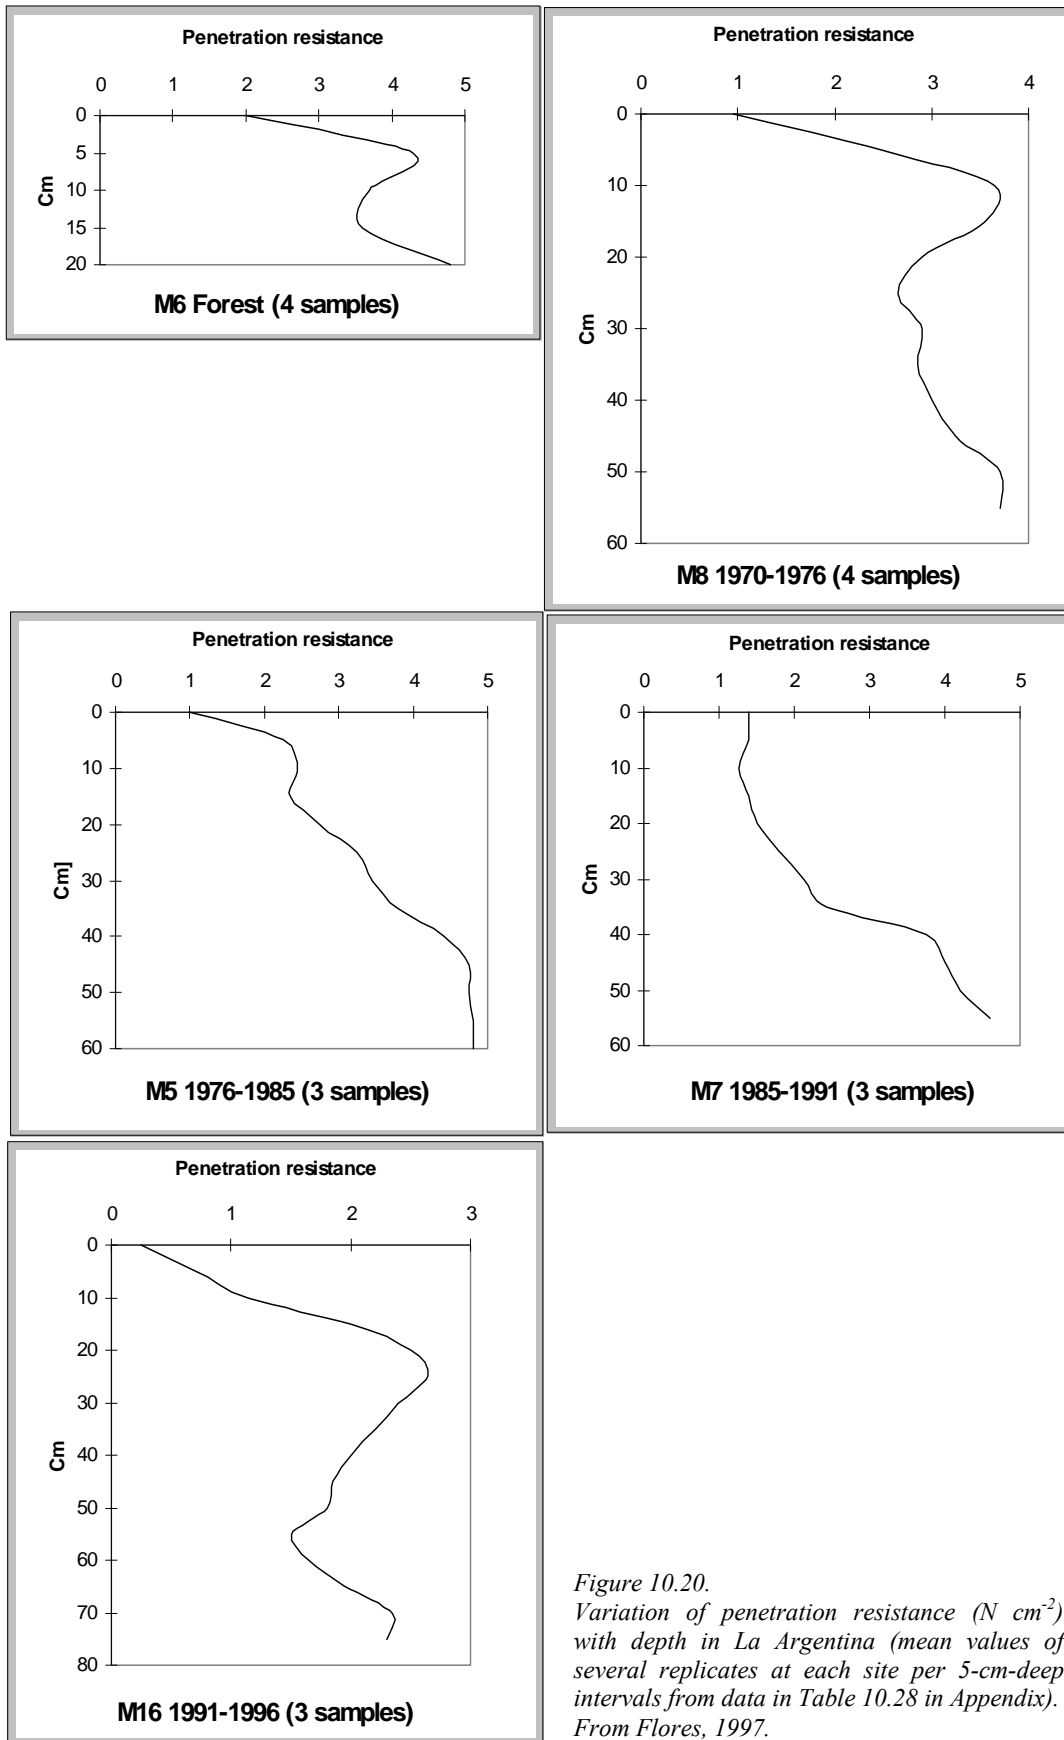 Penetration resistance
0 1 2 3 4 5
0
5
10
15
20
Cm
M6 Forest (4 samples)
Penetration resistance
0 1 2 3 4
0
10
20
30
40
50
60
Cm
M8 1970-1976 (4 samples)
Penetration resistance
0 1 2 3 4 5
0
10
20
30
40
50
60
Cm]
M5 1976-1985 (3 samples)
Penetration resistance
0 1 2 3 4 5
0
10
20
30
40
50
60
Cm
M7 1985-1991 (3 samples)
Penetration resistance
0 1 2 3
0
10
20
30
40
50
60
70
80
Cm
M16 1991-1996 (3 samples)
Figure 10.20.
Variation of penetration resistance (N cm-2)
with depth in La Argentina (mean values of
several replicates at each site per 5-cm-deep
intervals from data in Table 10.28 in Appendix).
From Flores, 1997.